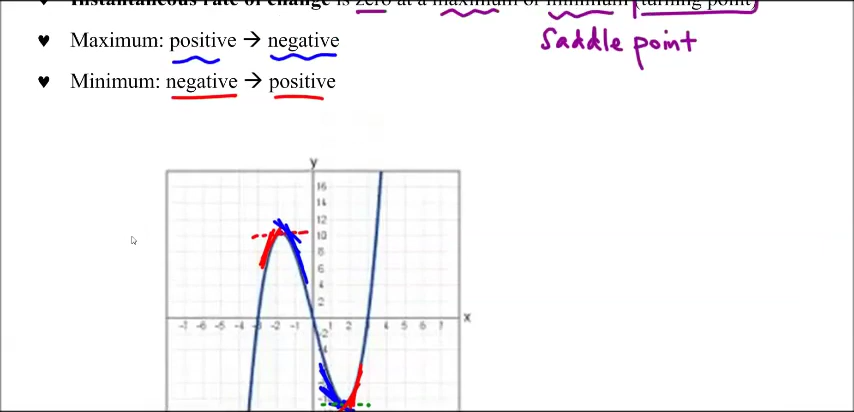 ♥ Instantaneous rate of change is zero at a maximum or minimum (turning point)
saddle point
♥ Maximum: positive → negative
♥ Minimum: negative → positive
y
16
14
12
10
8
6
4
2
-7 -6 -5 -4 -3 -2 -1 1 2 3 4 5 6 7 x
-2
-4